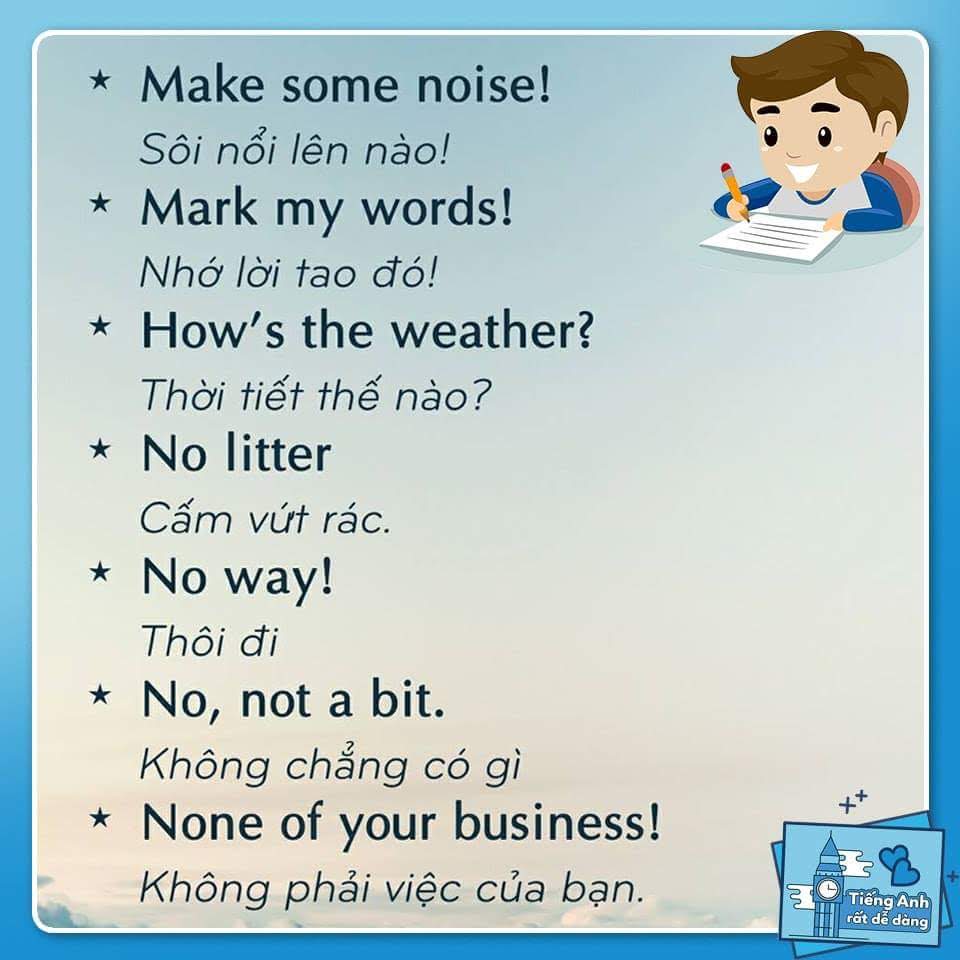 ★ Make some noise!
Sôi nổi lên nào!
★ Mark my words!
Nhớ lời tao đó!
★ How's the weather?
Thời tiết thế nào?
★ No litter
Cấm vứt rác.
★ No way!
Thôi đi
★ No, not a bit.
Không chẳng có gì
★ None of your business!
Không phải việc của bạn.
Tiếng Anh
rất dễ dàng